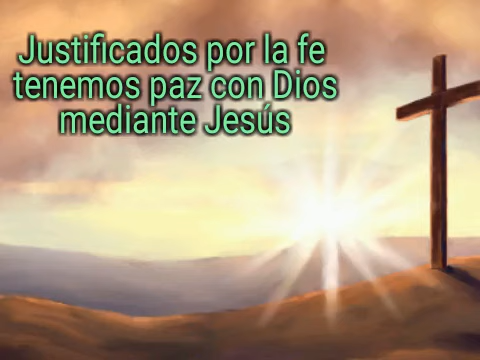 Justificados por la fe
tenemos paz con Dios
mediante Jesús